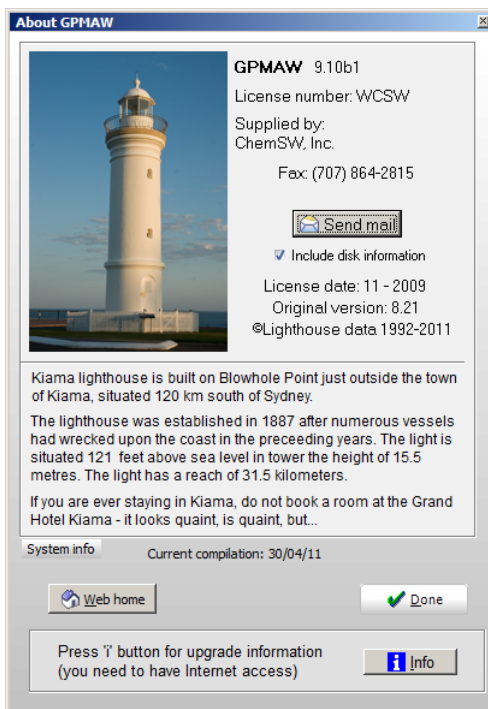 About GPMAW
GPMAW 9.10b1
License number: WCSW
Supplied by:
ChemSW, Inc.
Fax: (707) 864-2815
Send mail
Include disk information
License date: 11 - 2009
Original version: 8.21
©Lighthouse data 1992-2011
Kiama lighthouse is built on Blowhole Point just outside the town
of Kiama, situated 120 km south of Sydney.
The lighthouse was established in 1887 after numerous vessels
had wrecked upon the coast in the preceeding years. The light is
situated 121 feet above sea level in tower the height of 15.5
metres. The light has a reach of 31.5 kilometers.
If you are ever staying in Kiama, do not book a room at the Grand
Hotel Kiama - it looks quaint, is quaint, but...
System info
Current compilation: 30/04/11
Web home
Done
Press 'i' button for upgrade information
(you need to have Internet access)
i Info